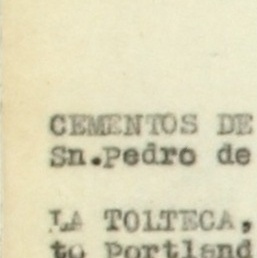 CEMENTOS DE
Sn.Pedro de
LA TOLTECA,
to Portland